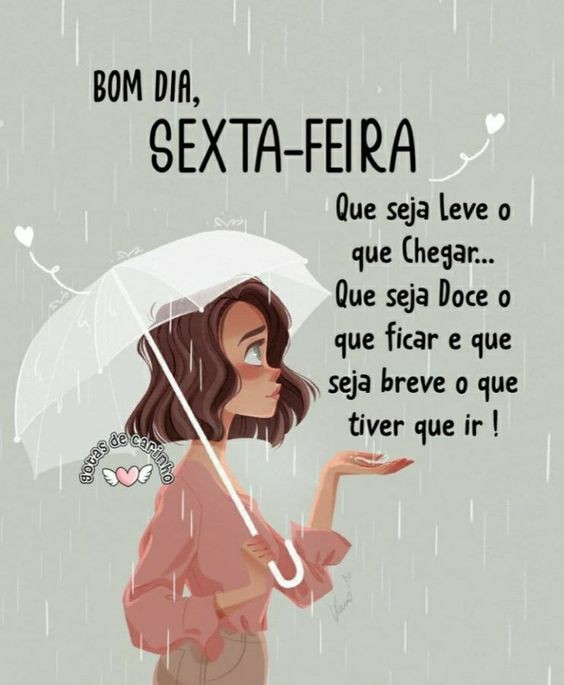 BOM DIA,
SEXTA-FEIRA
Que seja Leve o
que Chegar...
Que seja Doce o
que ficar e que
seja breve o que
tiver que ir !
gotas de carinho